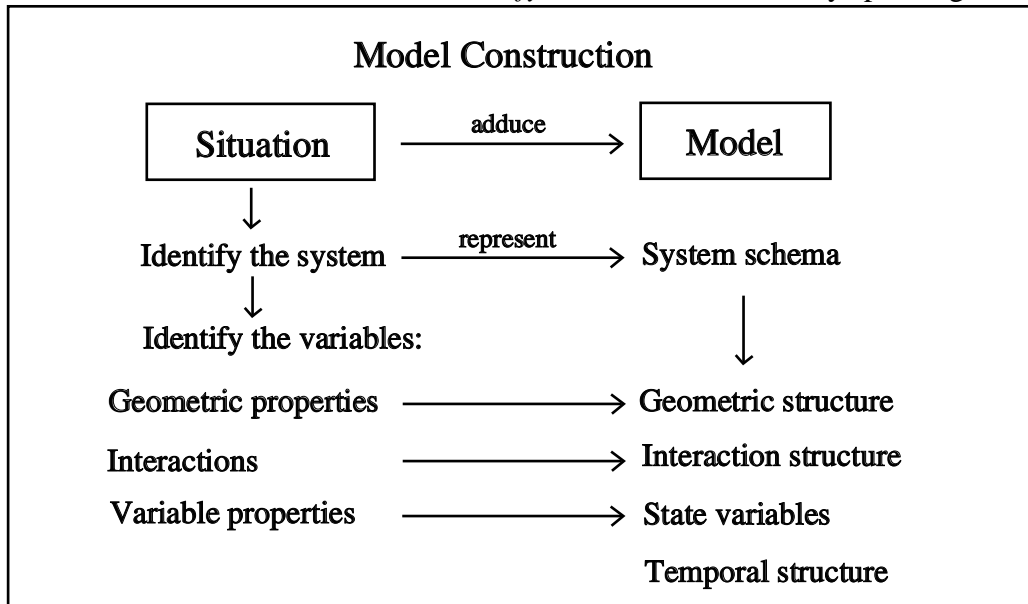 Model Construction
Situation adduce Model
Identify the system represent System schema
Identify the variables:
Geometric properties Geometric structure
Interactions Interaction structure
Variable properties State variables
Temporal structure